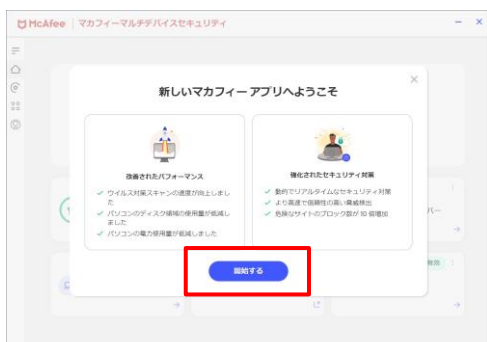 McAfee マカフィーマルチデバイスセキュリティ
新しいマカフィー アプリへようこそ
改善されたパフォーマンス
ウイルス対策スキャンの速度が向上しまし
た
パソコンのディスク領域の使用量が低減し
ました
パソコンの電力使用量が低減しました
強化されたセキュリティ対策
動的でリアルタイムなセキュリティ対策
より高速で信頼性の高い脅威検出
危険なサイトのブロック数が 10 倍増加
バー
有効
開始する